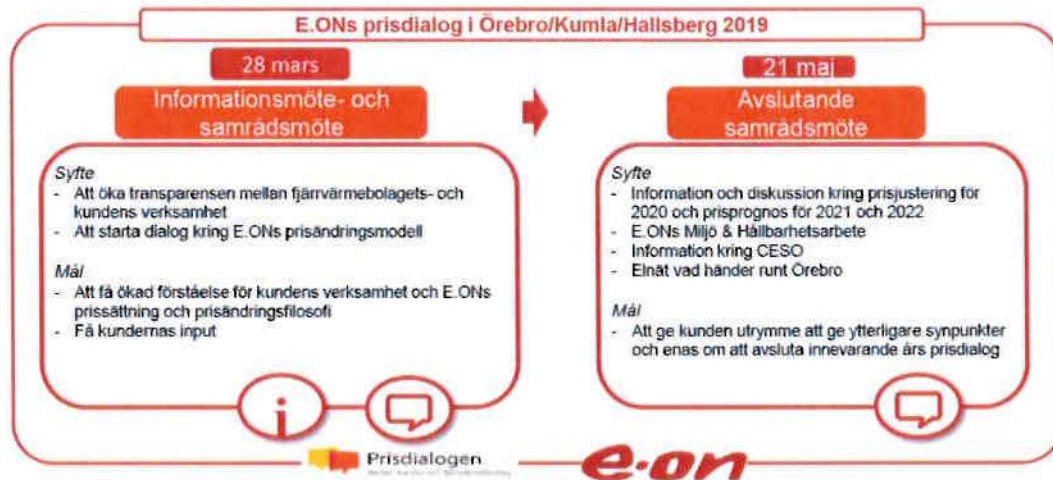 E.ONs prisdialog i Örebro/Kumla/Hallsberg 2019
28 mars
Informationsmöte- och
samrådsmöte
Syfte
- Att öka transparensen mellan fjärrvärmebolagets- och
kundens verksamhet
- Att starta dialog kring E.ONs prisändringsmodell
Mål
- Att få ökad förståelse för kundens verksamhet och E.ONs
prissättning och prisändringsfilosofi
- Få kundernas input
21 maj
Avslutande
samrådsmöte
Syfte
- Information och diskussion kring prisjustering för
2020 och prisprognos för 2021 och 2022
- E.ONs Miljö & Hållbarhetsarbete
- Information kring CESO
- Elnät vad händer runt Örebro
Mål
- Att ge kunden utrymme att ge ytterligare synpunkter
och enas om att avsluta innevarande års prisdialog
i
Prisdialogen
e·on